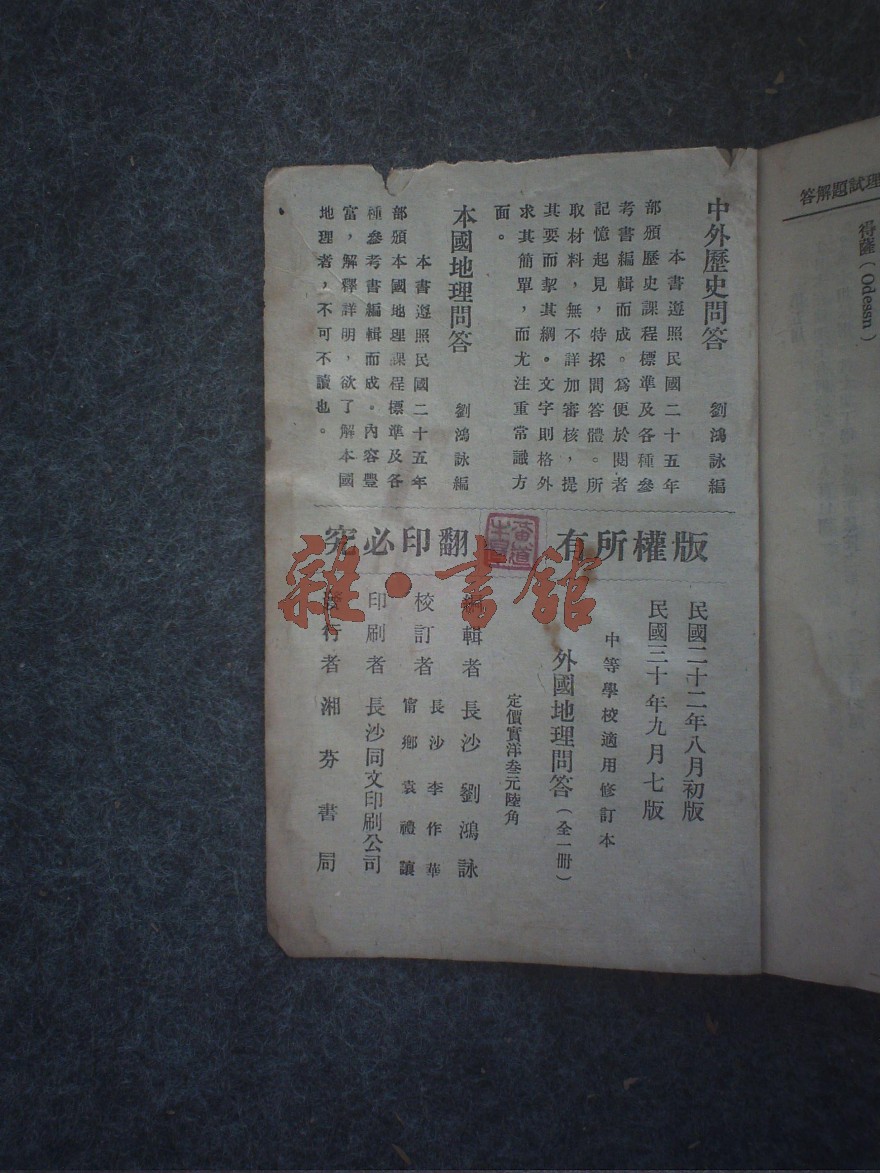 中外歷史問答　劉鴻詠編
本書遵照民國二十五年
部頒歷史課程標準及各種參
考書編輯而成。爲便於閱者
記憶起見，特採問答體。所
取材料，無不詳加審核，提
其要而挈其綱。文字則格外
求其簡單，而尤注重常識方
面。
本國地理問答　劉鴻詠編
本書遵照民國二十五年
部頒本國地理課程標準及各
種參考書編輯而成。內容豐
富，解釋詳明，欲了解本國
地理者，不可不讀也。
版權所有
翻印必究
民國二十二年八月初版
民國三十年九月七版
中等學校適用修訂本
外國地理問答（全一册）
定價實洋叁元陸角
編輯者　長沙劉鴻詠
校訂者　長沙李作華
甯鄉袁禮讓
印刷者　長沙同文印刷公司
發行者　湘芬書局
雜·書館
理試題解答
得薩（Odessn）